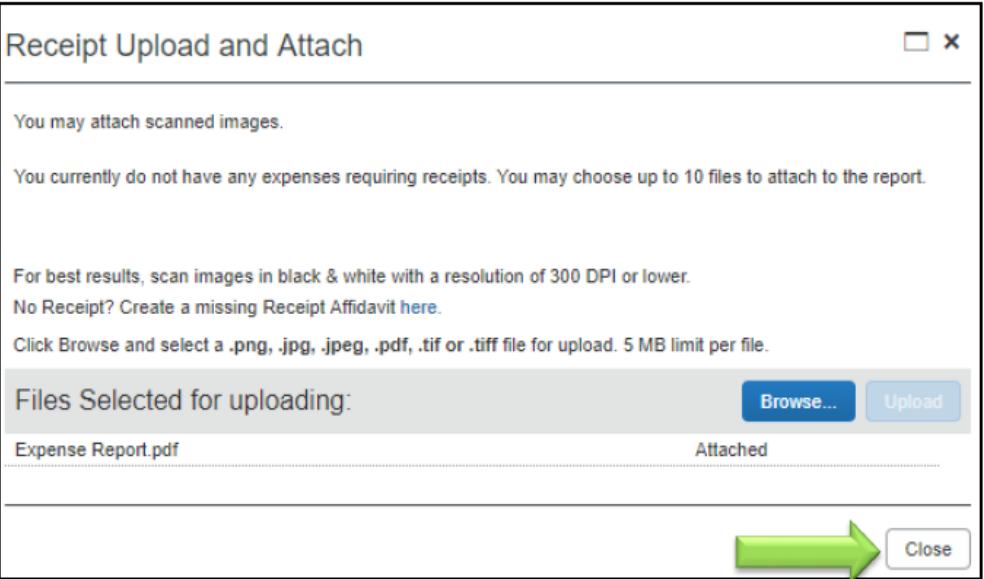 Receipt Upload and Attach
You may attach scanned images.
You currently do not have any expenses requiring receipts. You may choose up to 10 files to attach to the report.
For best results, scan images in black & white with a resolution of 300 DPI or lower.
No Receipt? Create a missing Receipt Affidavit here.
Click Browse and select a .png, .jpg, .jpeg, .pdf, .tif or .tiff file for upload. 5 MB limit per file.
Files Selected for uploading: Browse... Upload
Expense Report.pdf Attached
Close